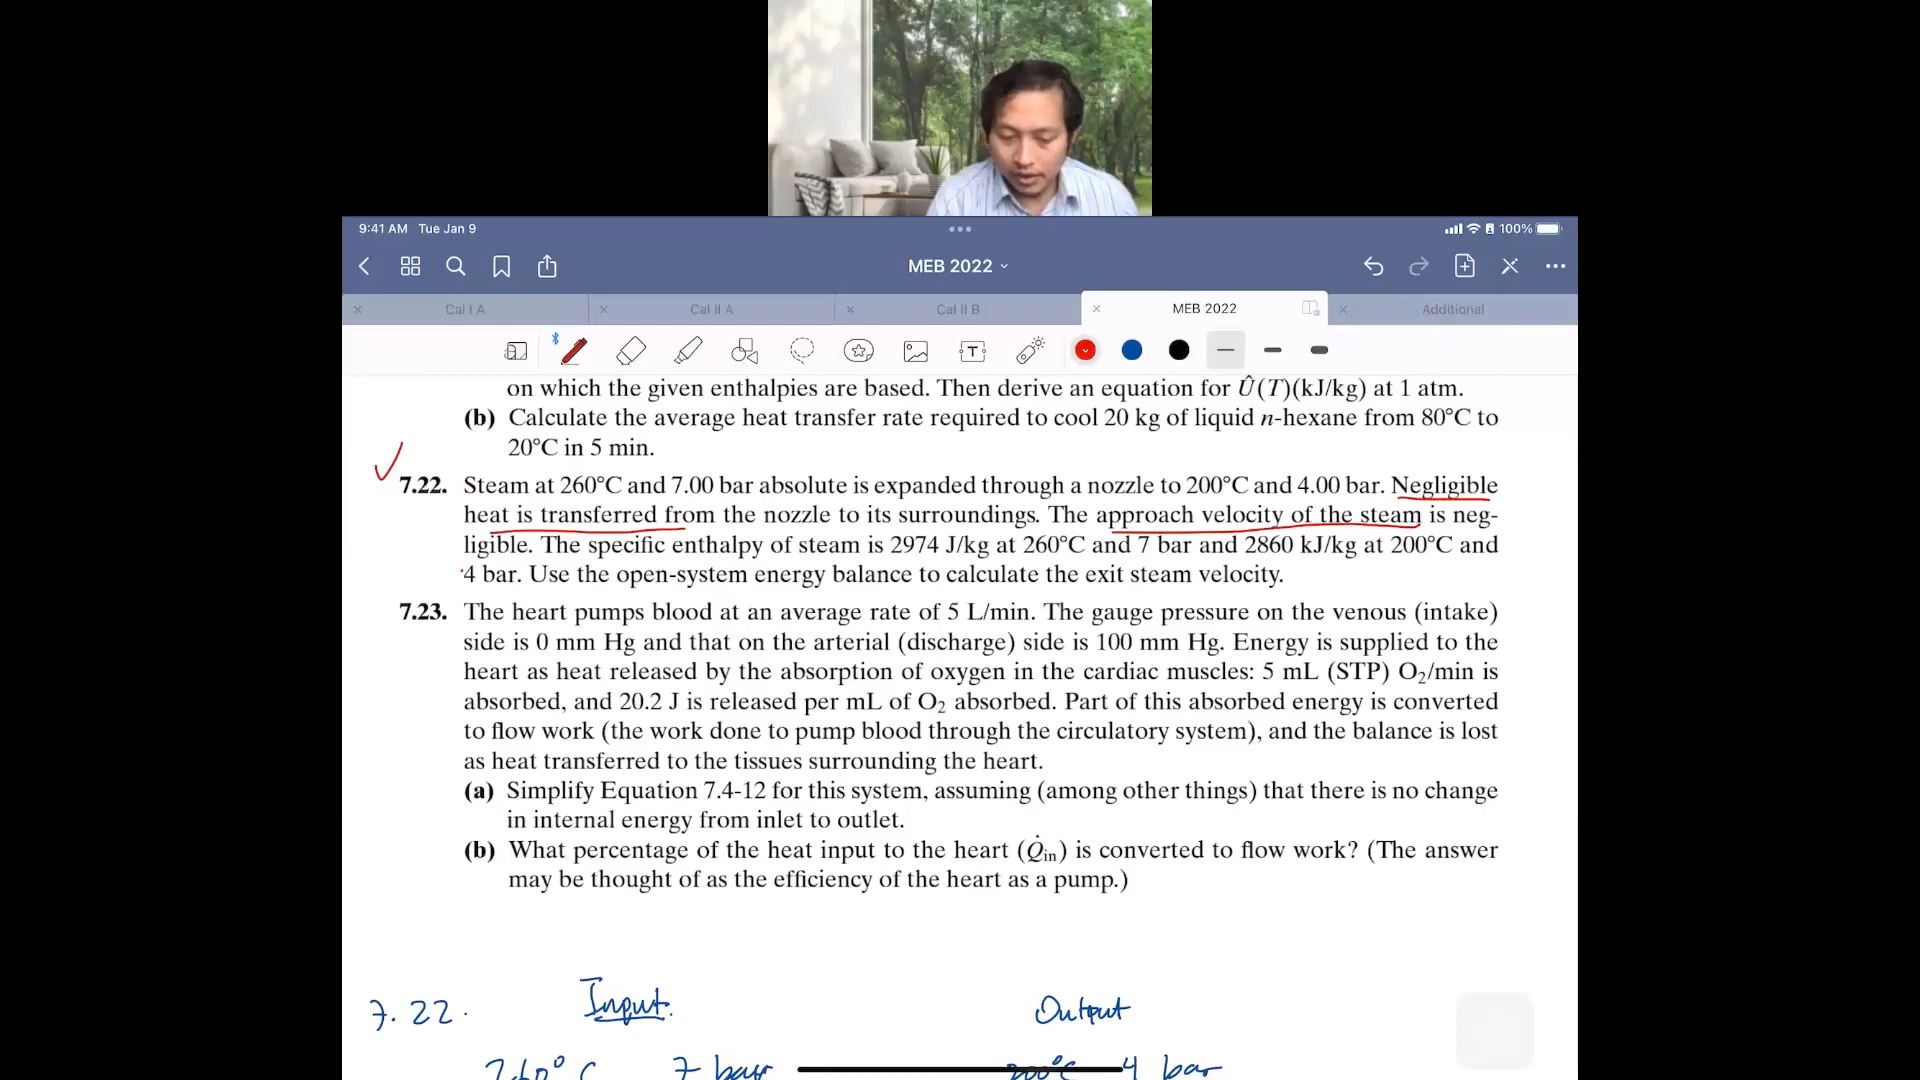 9:41 AM Tue Jan 9
100%
MEB 2022
Cal I A
Cal II A
Cal II B
MEB 2022
Additional
on which the given enthalpies are based. Then derive an equation for Û(T)(kJ/kg) at 1 atm.
(b) Calculate the average heat transfer rate required to cool 20 kg of liquid n-hexane from 80°C to
20°C in 5 min.
7.22. Steam at 260°C and 7.00 bar absolute is expanded through a nozzle to 200°C and 4.00 bar. Negligible
heat is transferred from the nozzle to its surroundings. The approach velocity of the steam is neg-
ligible. The specific enthalpy of steam is 2974 J/kg at 260°C and 7 bar and 2860 kJ/kg at 200°C and
4 bar. Use the open-system energy balance to calculate the exit steam velocity.
7.23. The heart pumps blood at an average rate of 5 L/min. The gauge pressure on the venous (intake)
side is 0 mm Hg and that on the arterial (discharge) side is 100 mm Hg. Energy is supplied to the
heart as heat released by the absorption of oxygen in the cardiac muscles: 5 mL (STP) O₂/min is
absorbed, and 20.2 J is released per mL of O₂ absorbed. Part of this absorbed energy is converted
to flow work (the work done to pump blood through the circulatory system), and the balance is lost
as heat transferred to the tissues surrounding the heart.
(a) Simplify Equation 7.4-12 for this system, assuming (among other things) that there is no change
in internal energy from inlet to outlet.
(b) What percentage of the heat input to the heart (Q̇in) is converted to flow work? (The answer
may be thought of as the efficiency of the heart as a pump.)
7.22. Input. Output
260°C 7 bar 200°C 4 bar